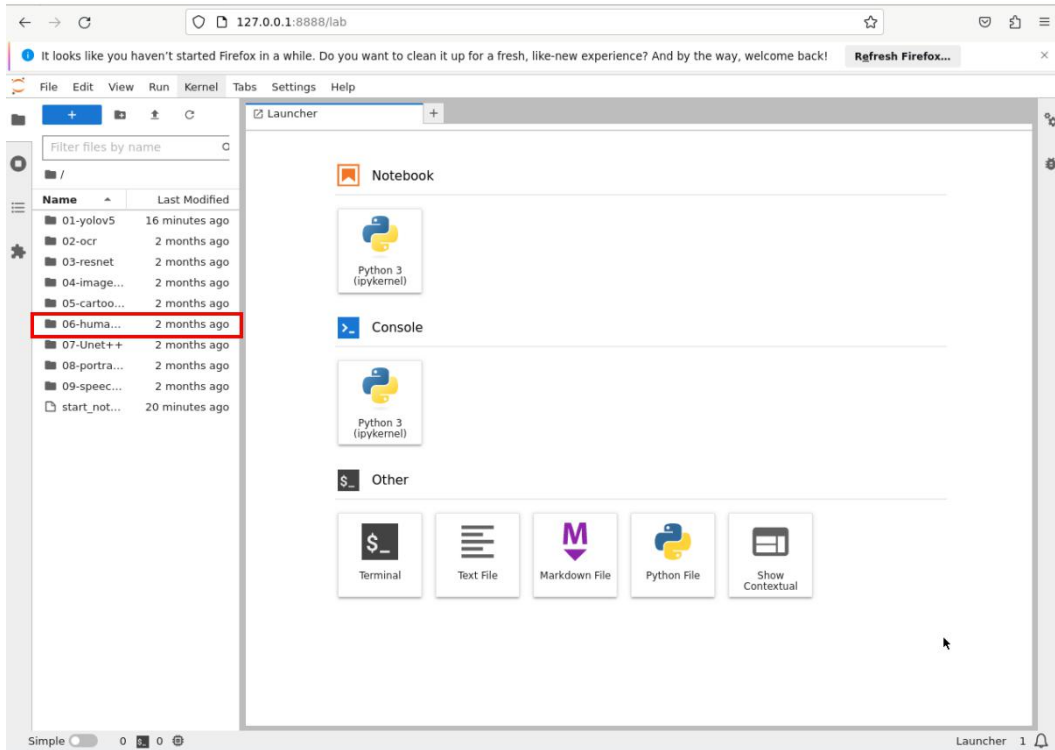 127.0.0.1:8888/lab
It looks like you haven't started Firefox in a while. Do you want to clean it up for a fresh, like-new experience? And by the way, welcome back! Refresh Firefox...
File Edit View Run Kernel Tabs Settings Help
Launcher
Filter files by name
/
Name Last Modified
01-yolov5 16 minutes ago
02-ocr 2 months ago
03-resnet 2 months ago
04-image... 2 months ago
05-cartoo... 2 months ago
06-huma... 2 months ago
07-Unet++ 2 months ago
08-portra... 2 months ago
09-speec... 2 months ago
start_not... 20 minutes ago
Notebook
Python 3
(ipykernel)
Console
Python 3
(ipykernel)
$_ Other
Terminal
Text File
Markdown File
Python File
Show
Contextual
Simple 0 0 Launcher 1